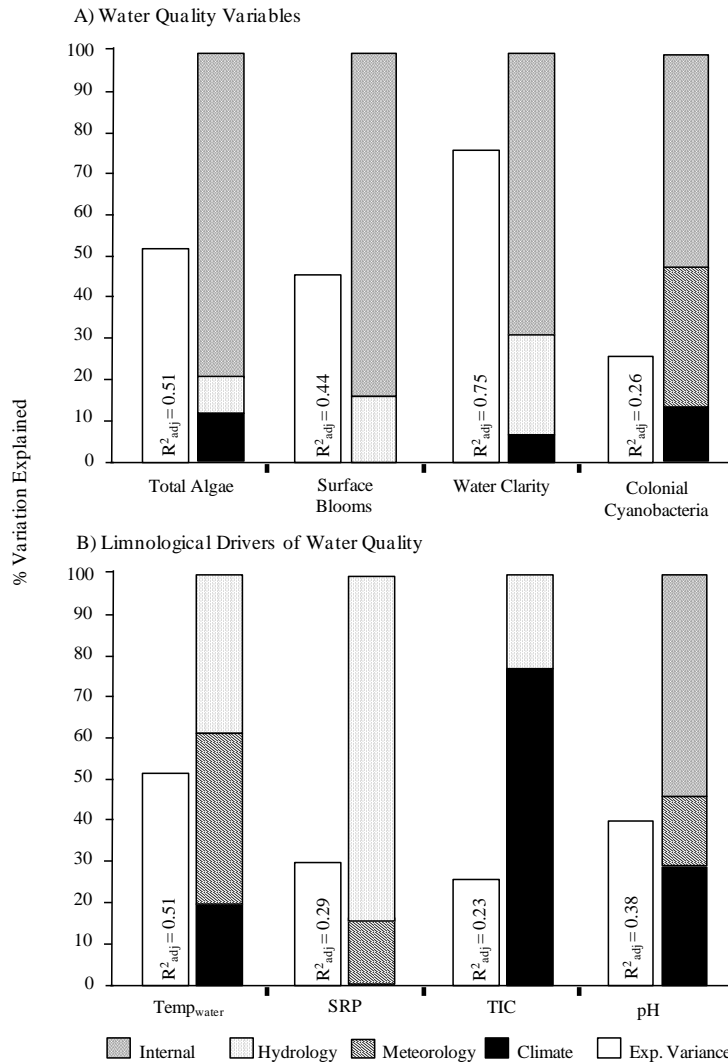 A) Water Quality Variables
100
90
80
70
60
50
40
30
20
10
0
R²adj = 0.51
R²adj = 0.44
R²adj = 0.75
R²adj = 0.26
Total Algae
Surface
Blooms
Water Clarity
Colonial
Cyanobacteria
% Variation Explained
B) Limnological Drivers of Water Quality
100
90
80
70
60
50
40
30
20
10
0
R²adj = 0.51
R²adj = 0.29
R²adj = 0.23
R²adj = 0.38
Tempwater
SRP
TIC
pH
Internal Hydrology Meteorology Climate Exp. Variance